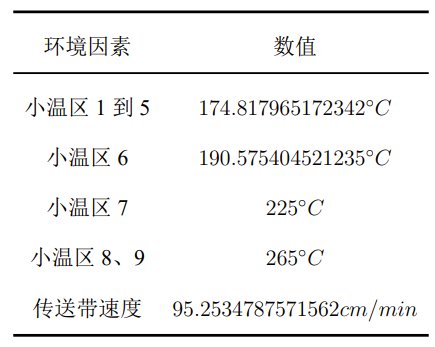 环境因素 数值
小温区 1 到 5 174.817965172342°C
小温区 6 190.575404521235°C
小温区 7 225°C
小温区 8、9 265°C
传送带速度 95.2534787571562cm/min